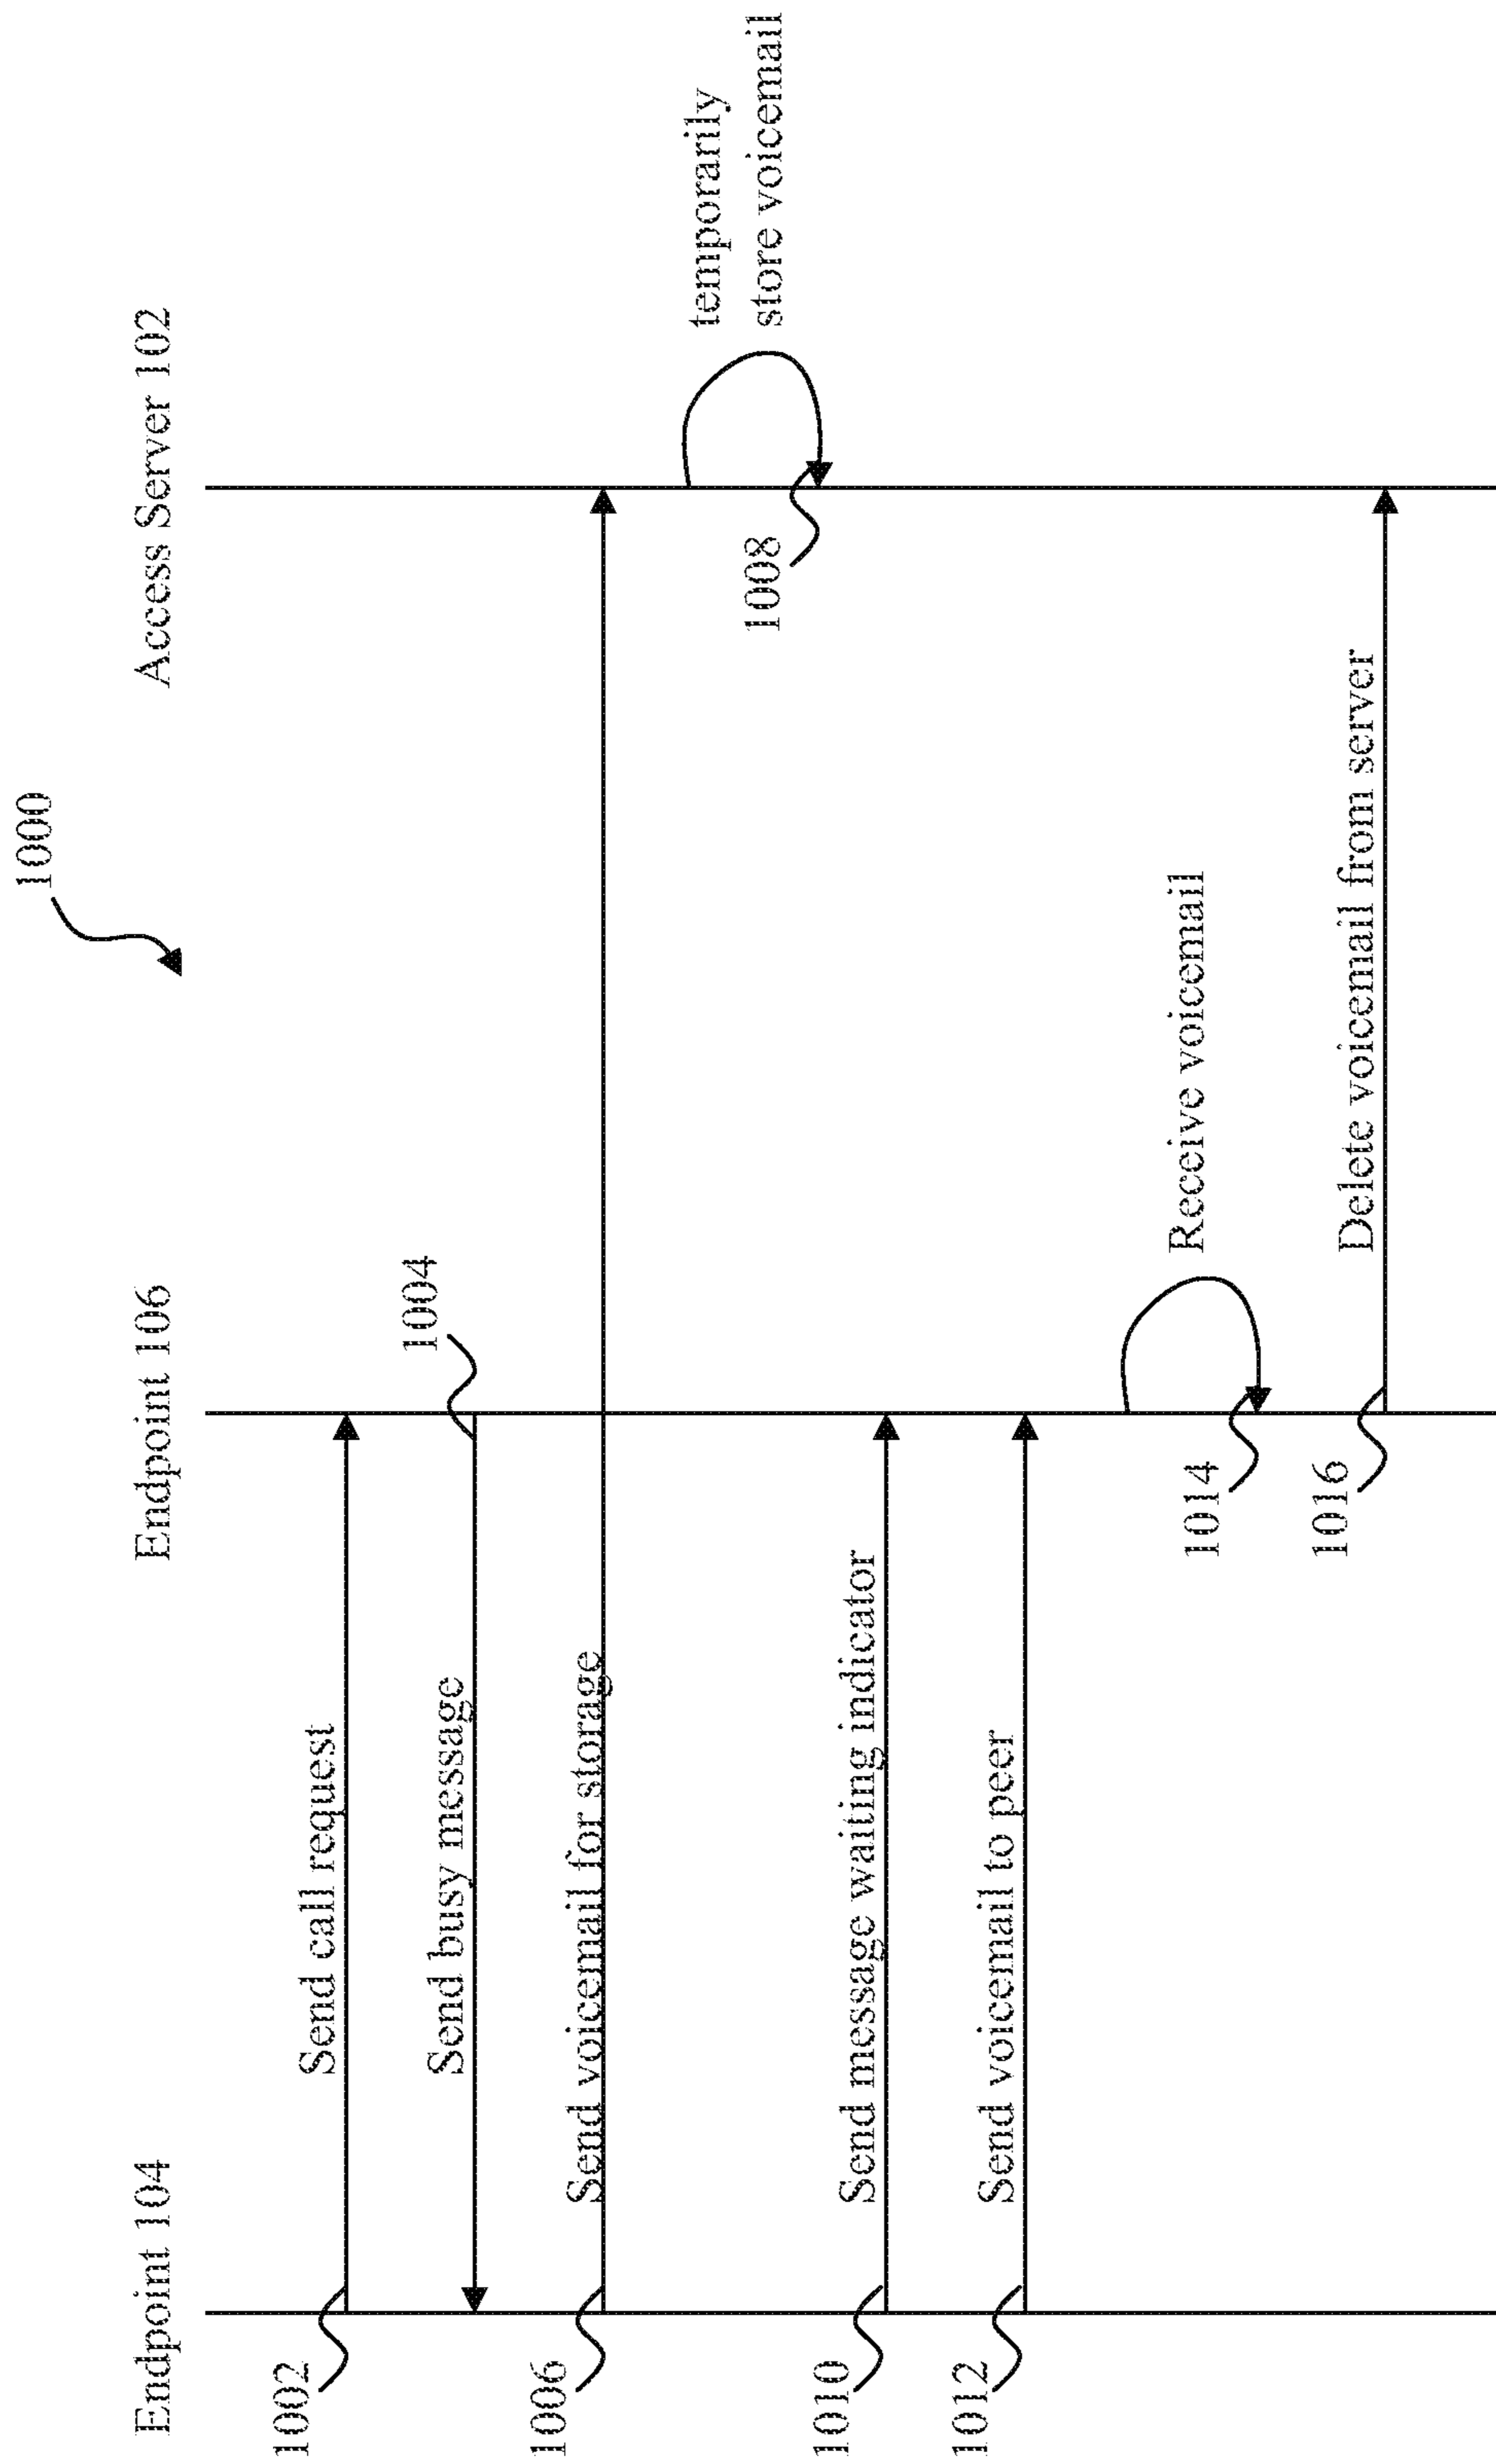 1000
Endpoint 104
Endpoint 106
Access Server 102
1002
Send call request
Send busy message
1004
1006
Send voicemail for storage
temporarily
store voicemail
1008
1010
Send message waiting indicator
1012
Send voicemail to peer
Receive voicemail
1014
1016
Delete voicemail from server